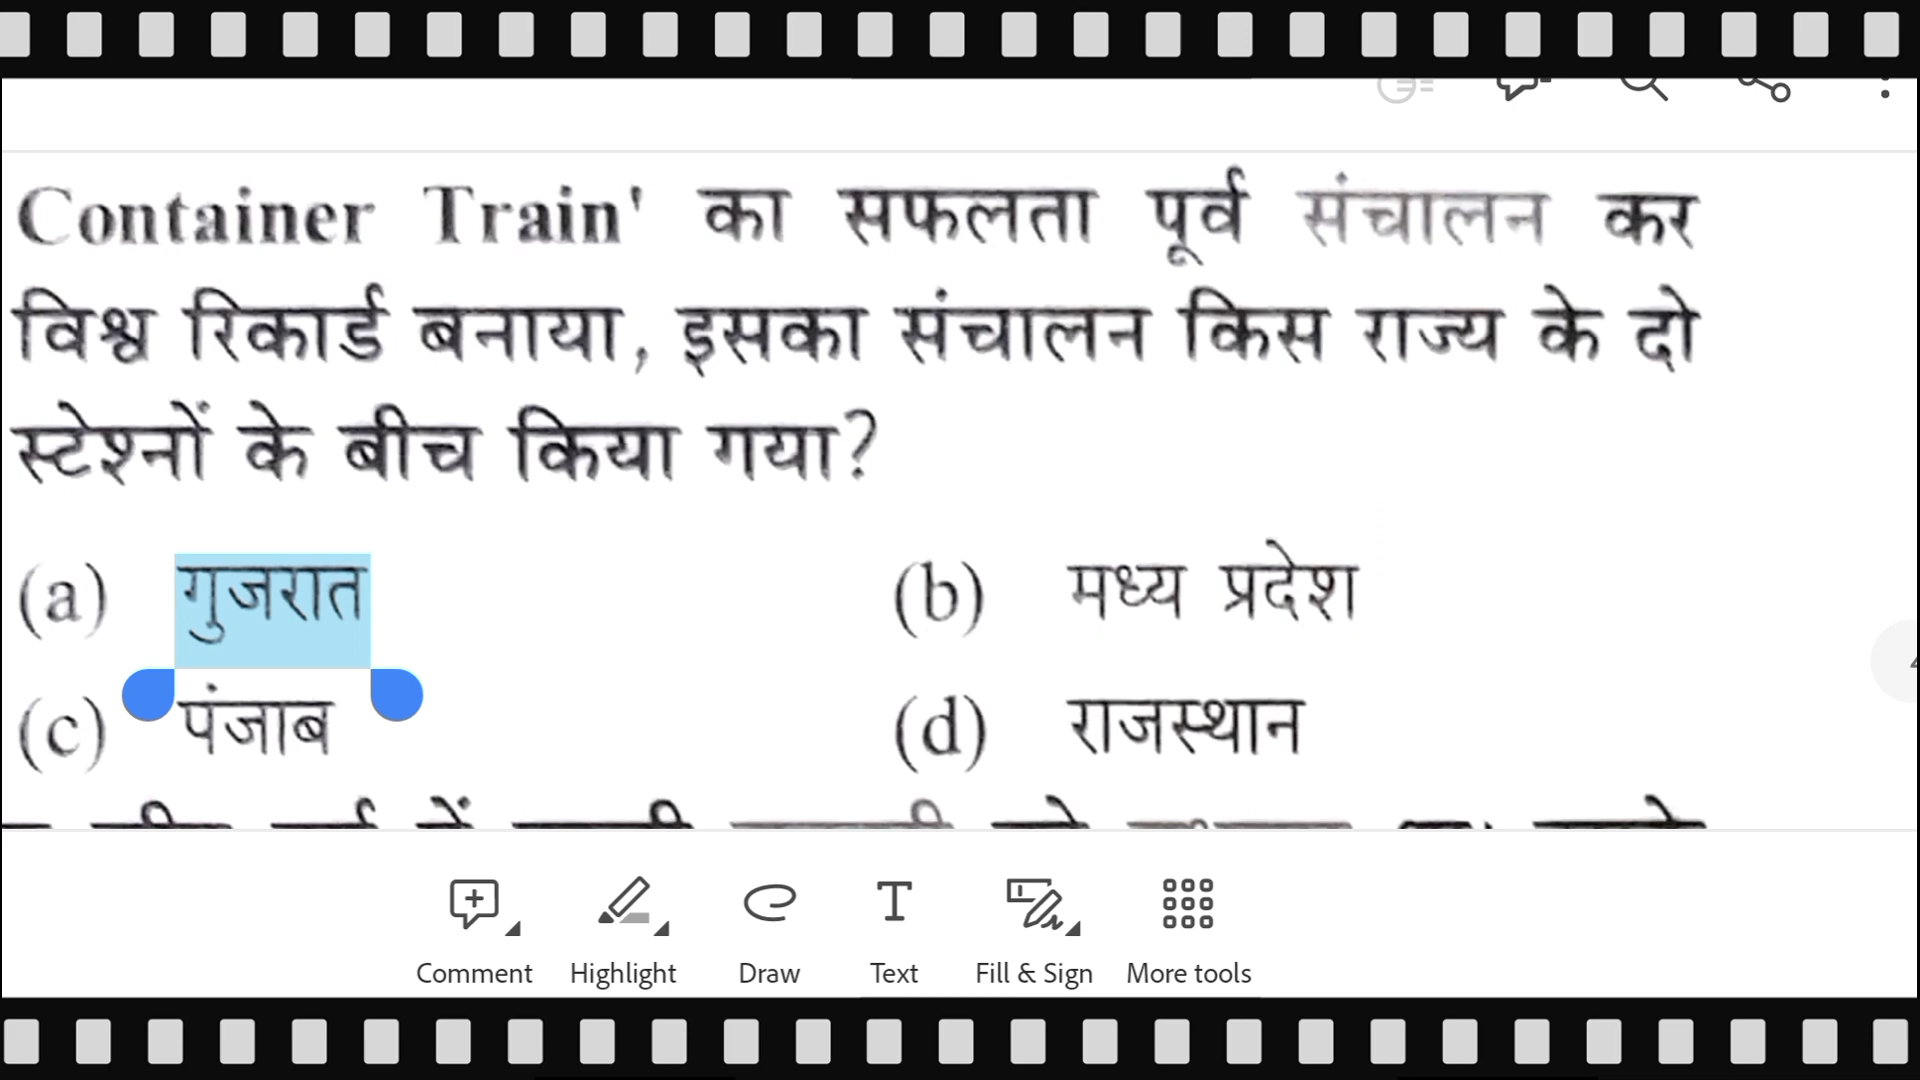 Container Train' का सफलता पूर्व संचालन कर
विश्व रिकार्ड बनाया, इसका संचालन किस राज्य के दो
स्टेश्नों के बीच किया गया?
(a) गुजरात (b) मध्य प्रदेश
(c) पंजाब (d) राजस्थान
Comment Highlight Draw Text Fill & Sign More tools